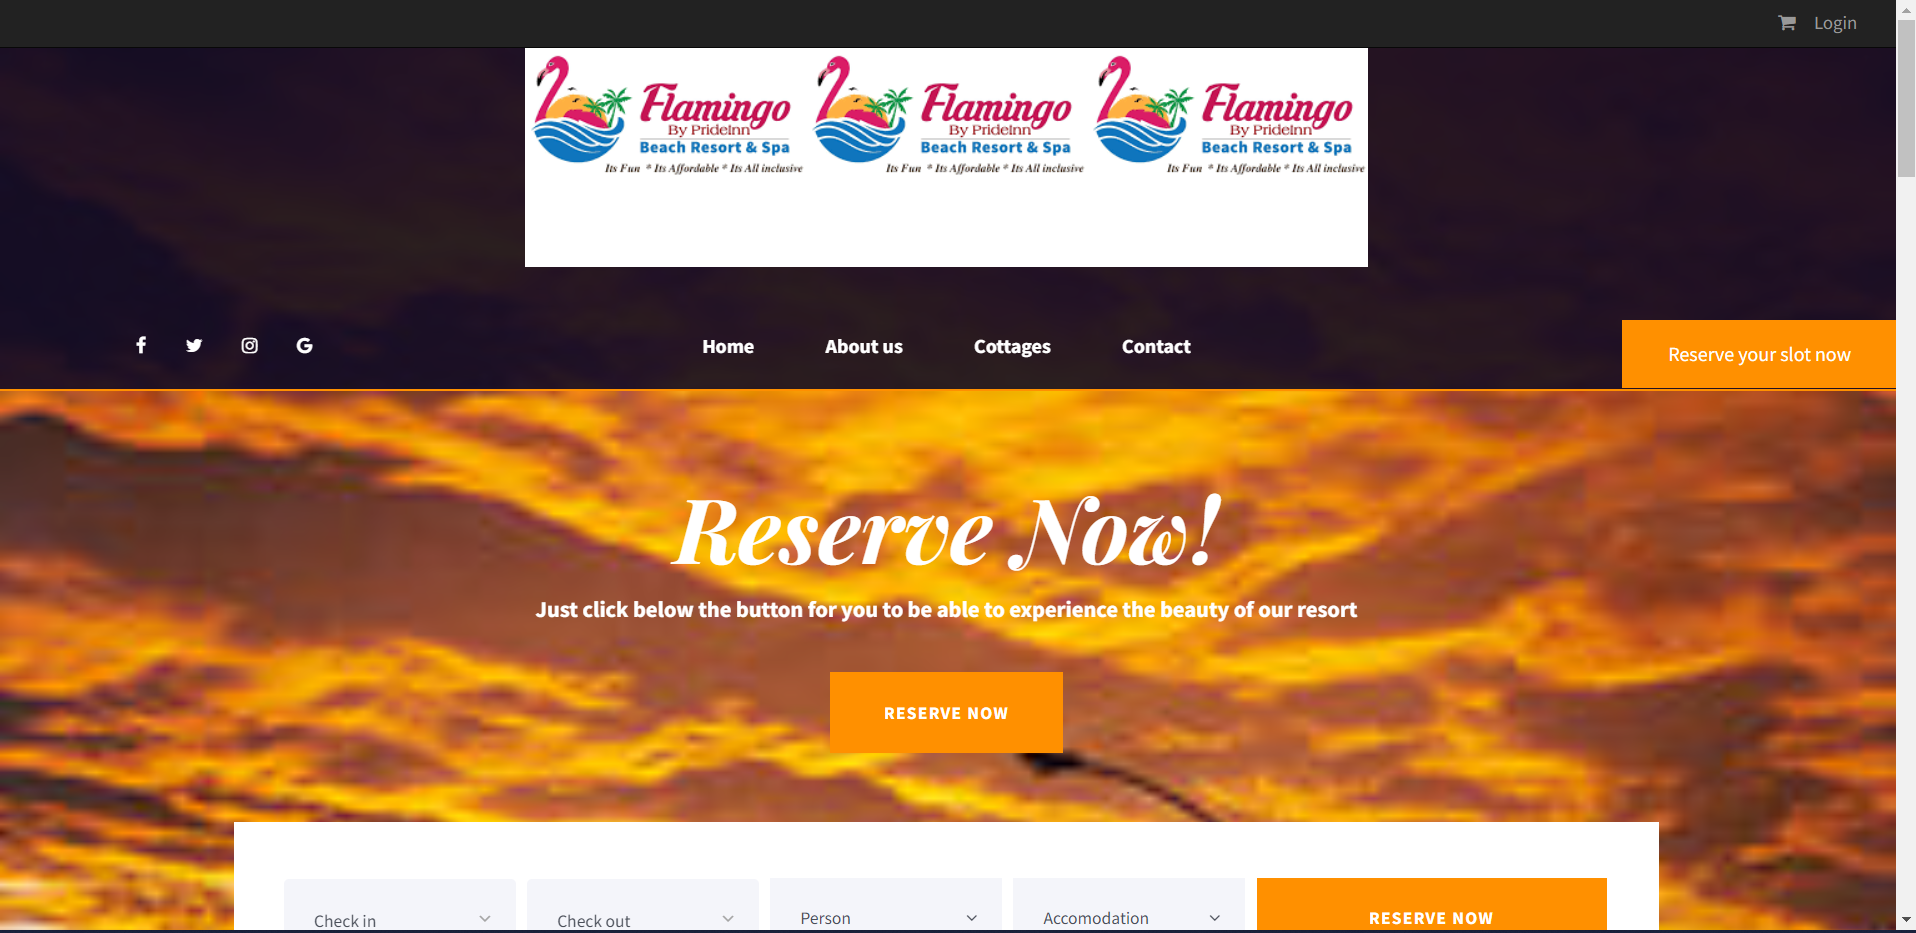 Login
Flamingo Flamingo Flamingo
By PrideInn By PrideInn By PrideInn
Beach Resort & Spa Beach Resort & Spa Beach Resort & Spa
Its Fun * Its Affordable * Its All inclusive Its Fun * Its Affordable * Its All inclusive Its Fun * Its Affordable * Its All inclusive
Home About us Cottages Contact
Reserve your slot now
Reserve Now!
Just click below the button for you to be able to experience the beauty of our resort
RESERVE NOW
Check in Check out Person Accomodation RESERVE NOW